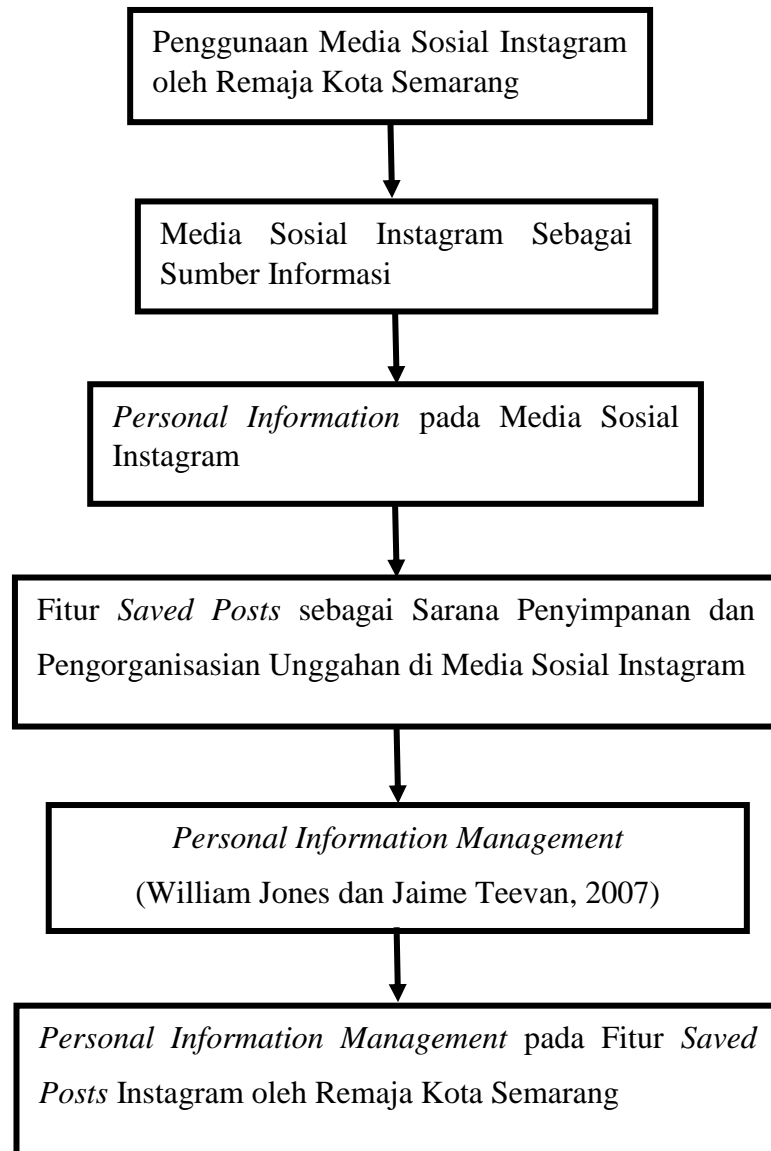 Penggunaan Media Sosial Instagram
oleh Remaja Kota Semarang
Media Sosial Instagram Sebagai
Sumber Informasi
Personal Information pada Media Sosial
Instagram
Fitur Saved Posts sebagai Sarana Penyimpanan dan
Pengorganisasian Unggahan di Media Sosial Instagram
Personal Information Management
(William Jones dan Jaime Teevan, 2007)
Personal Information Management pada Fitur Saved
Posts Instagram oleh Remaja Kota Semarang